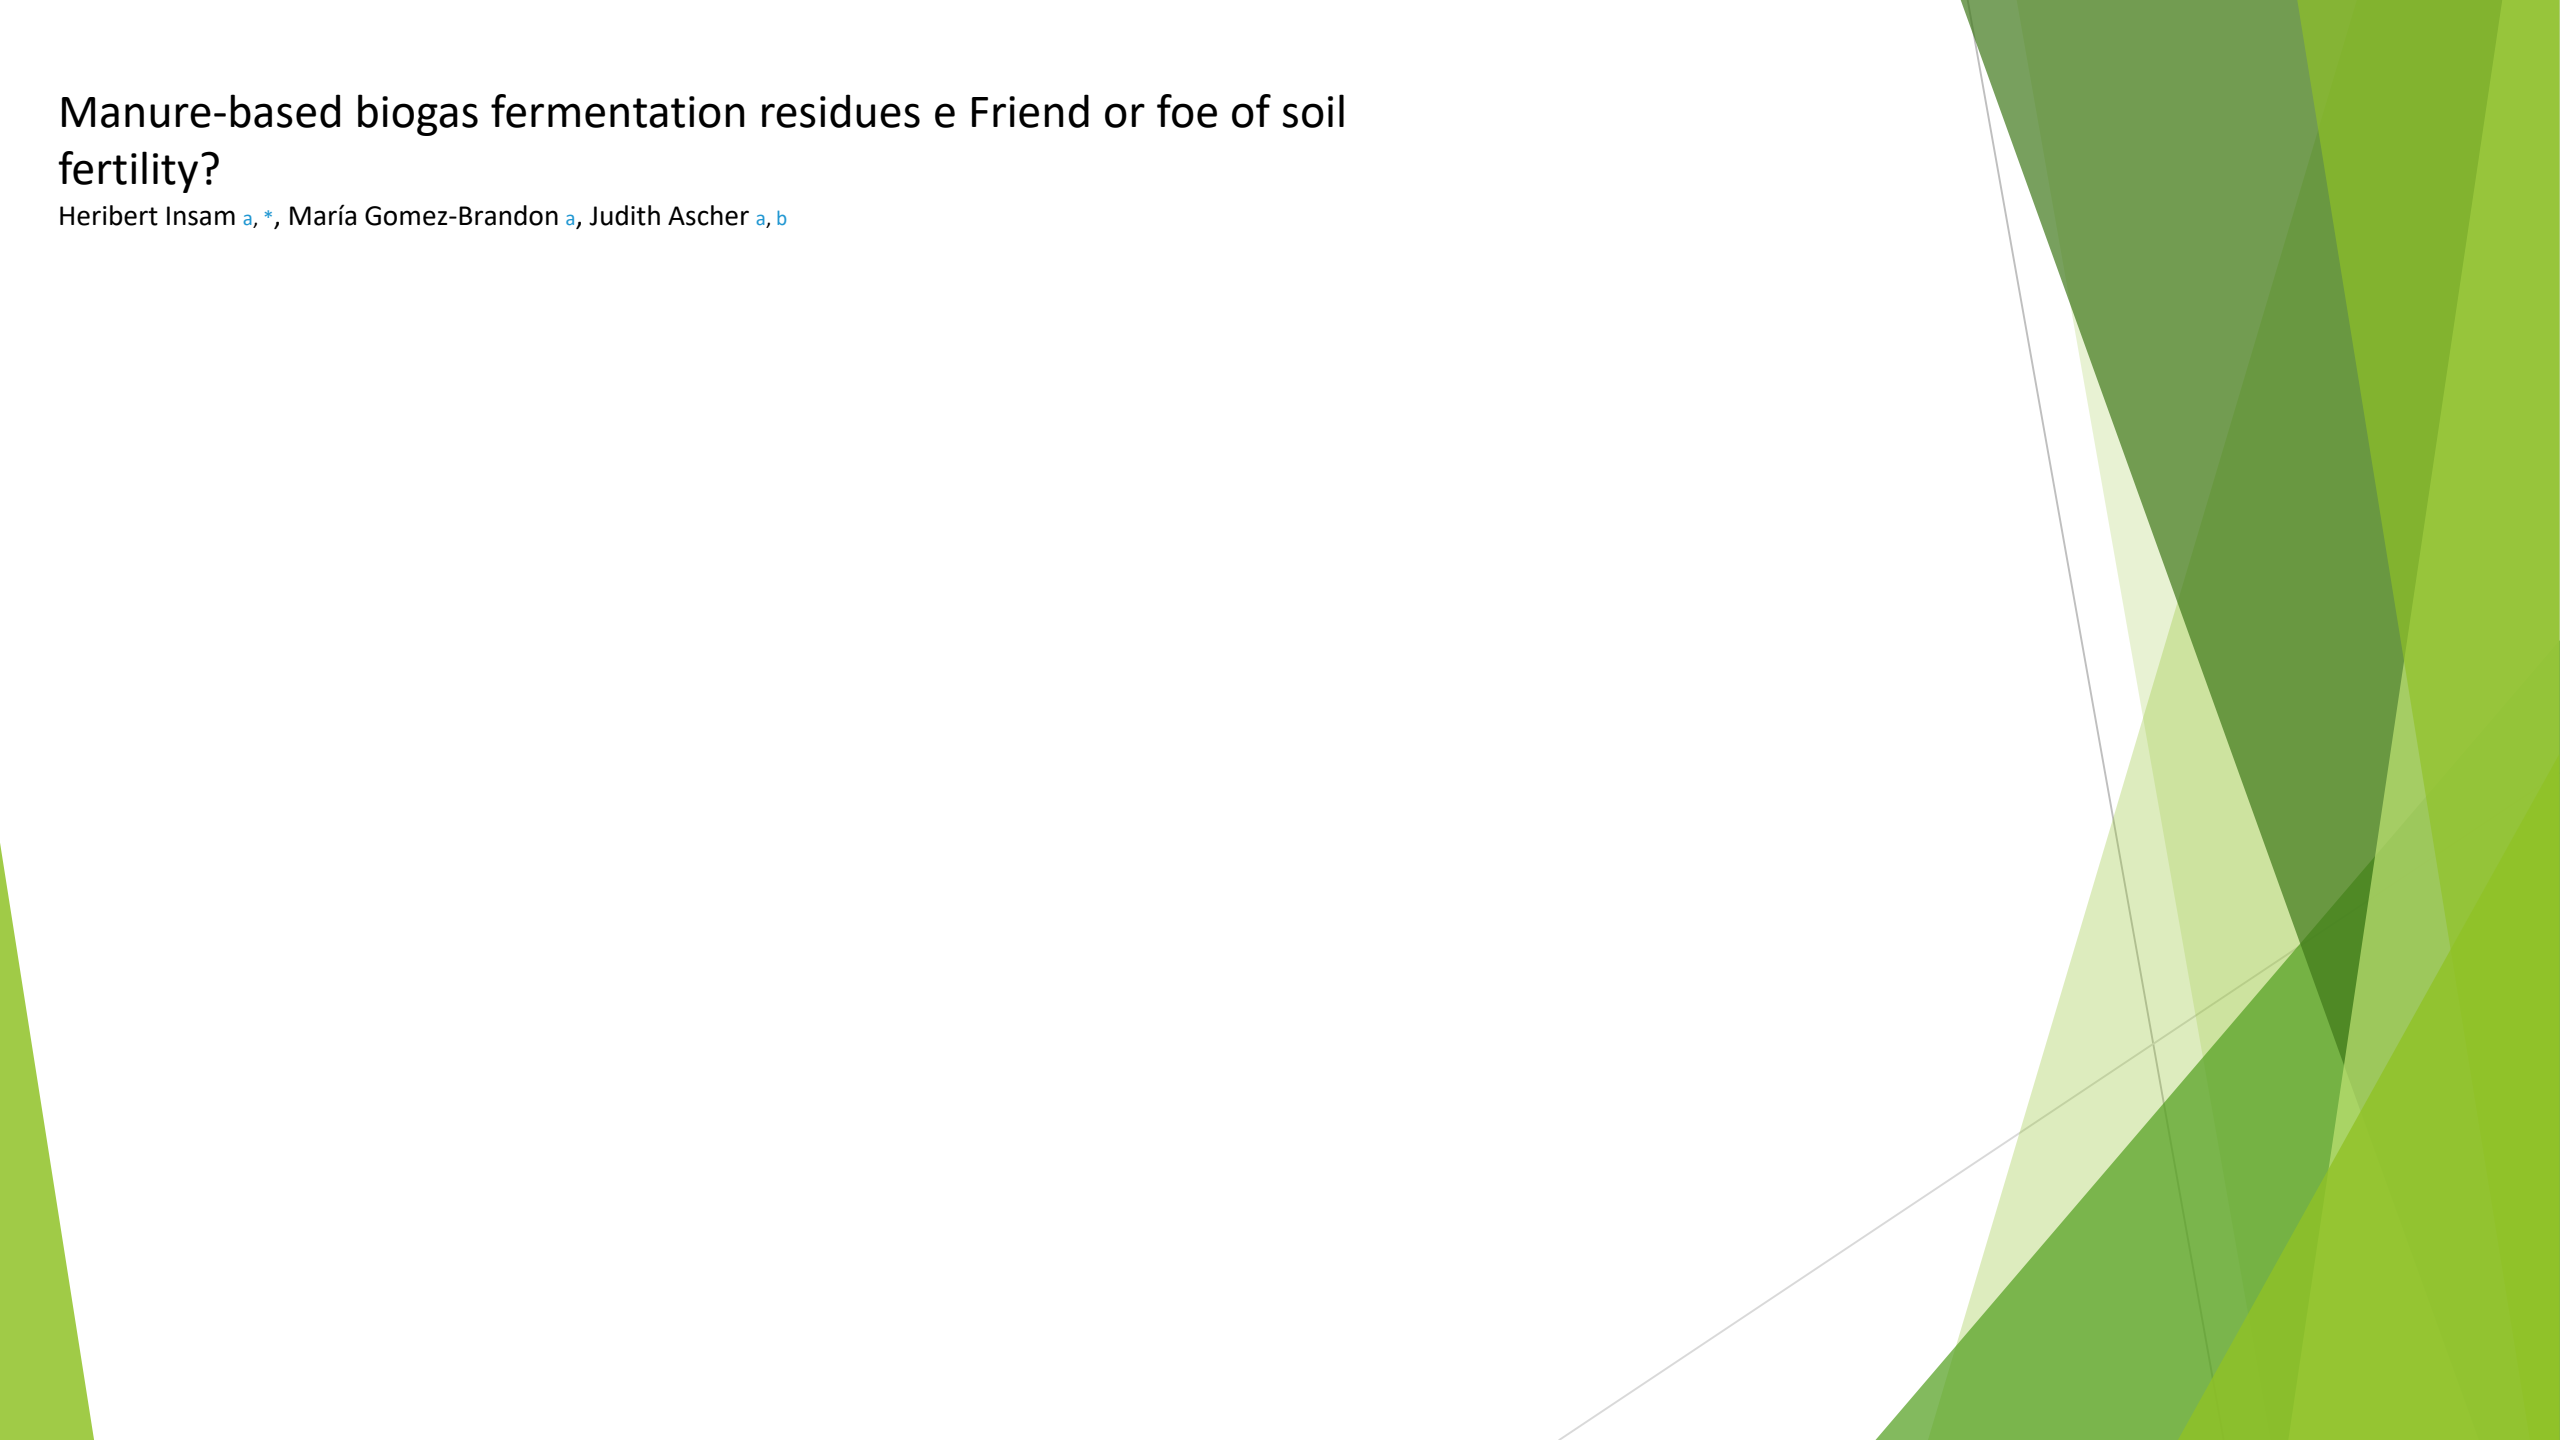 Manure-based biogas fermentation residues e Friend or foe of soil
fertility?
Heribert Insam a, *, María Gomez-Brandon a, Judith Ascher a, b